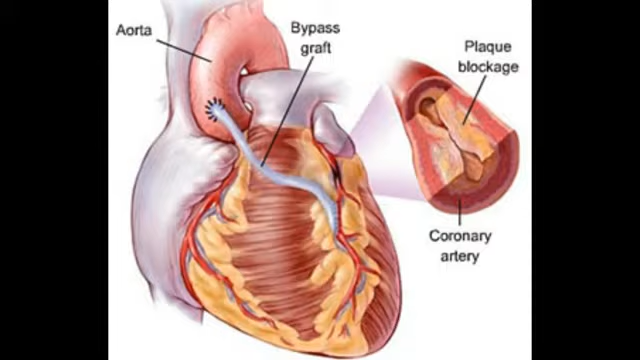 Aorta
Bypass
graft
Plaque
blockage
Coronary
artery